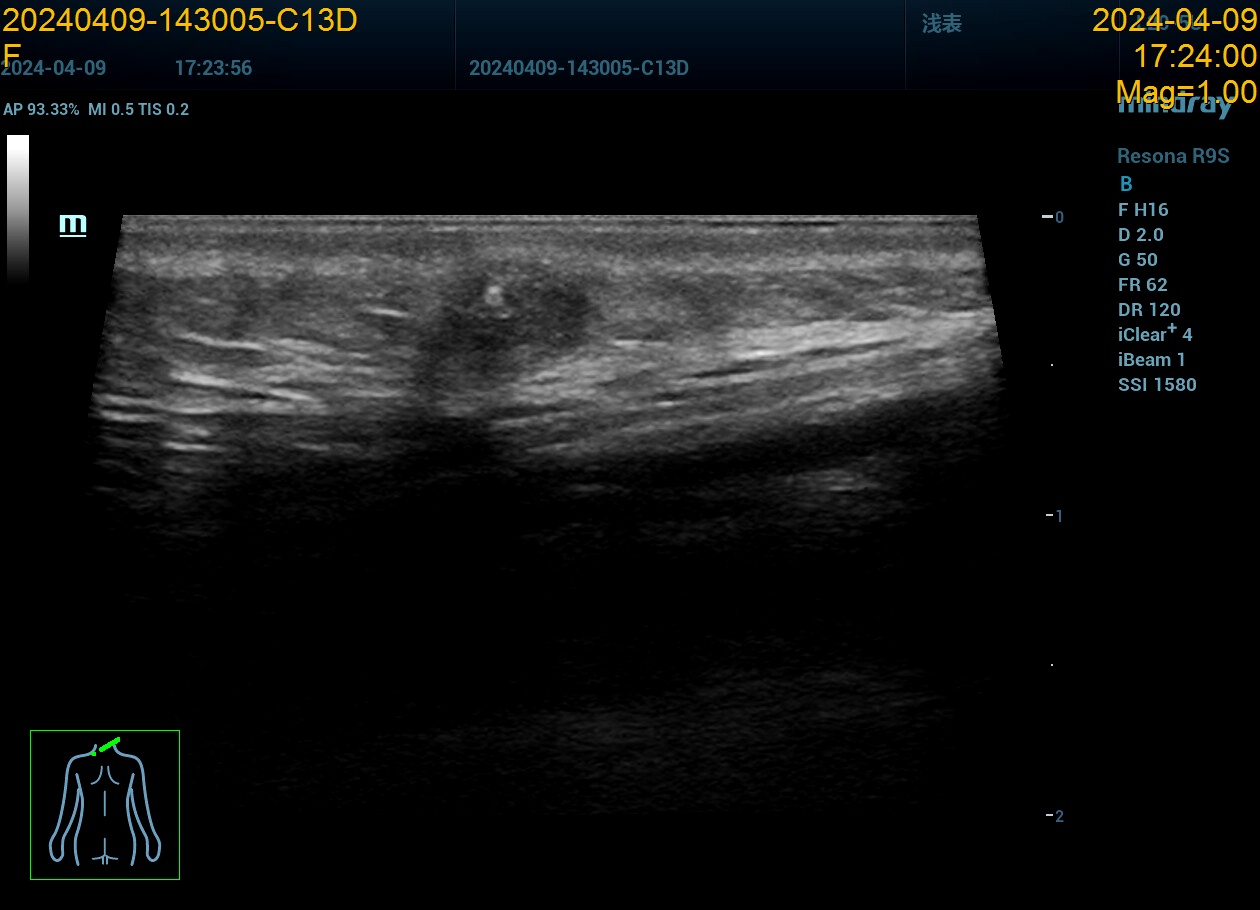 20240409-143005-C13D
F
2024-04-09 17:23:56 20240409-143005-C13D
浅表
2024-04-09
17:24:00
Mag=1.00
AP 93.33% MI 0.5 TIS 0.2
mindray
Resona R9S
m
B
F H16
D 2.0
G 50
FR 62
DR 120
iClear+ 4
iBeam 1
SSI 1580
0
1
2